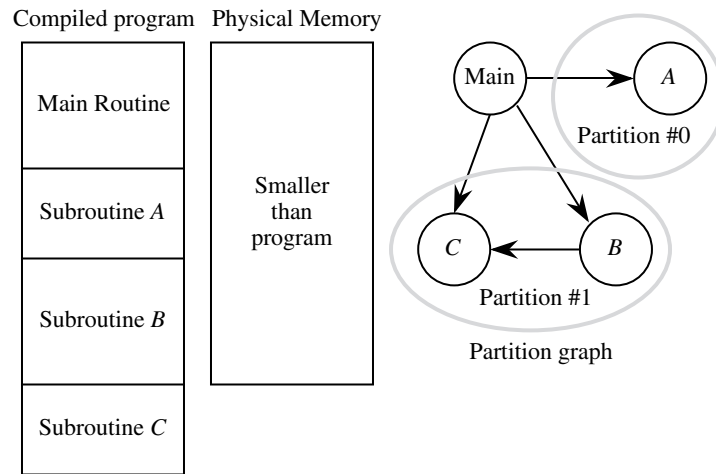 Compiled program
Physical Memory
Main Routine
Subroutine A
Subroutine B
Subroutine C
Smaller
than
program
Main
A
Partition #0
C
B
Partition #1
Partition graph